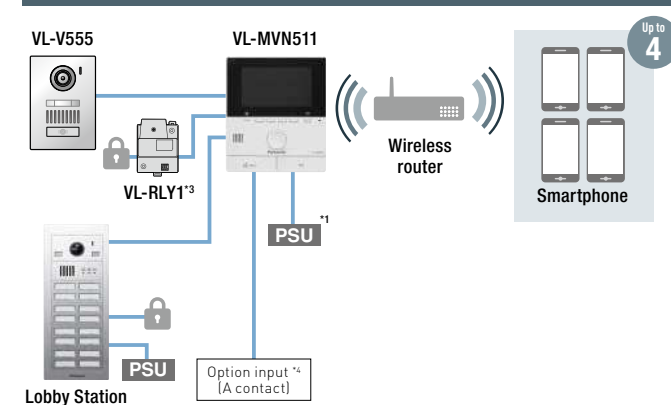 VL-V555
VL-MVN511
Up to
4
VL-RLY1*3
Wireless
router
Smartphone
*1
PSU
PSU
Option input *4
(A contact)
Lobby Station